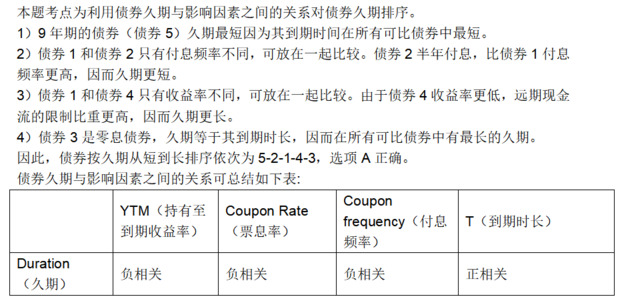 本题考点为利用债券久期与影响因素之间的关系对债券久期排序。
1）9 年期的债券（债券 5）久期最短因为其到期时间在所有可比债券中最短。
2）债券 1 和债券 2 只有付息频率不同，可放在一起比较。债券 2 半年付息，比债券 1 付息
频率更高，因而久期更短。
3）债券 1 和债券 4 只有收益率不同，可放在一起比较。由于债券 4 收益率更低，远期现金
流的限制比重更高，因而久期更长。
4）债券 3 是零息债券，久期等于其到期时长，因而在所有可比债券中有最长的久期。
因此，债券按久期从短到长排序依次为 5-2-1-4-3，选项 A 正确。
债券久期与影响因素之间的关系可总结如下表:
YTM（持有至
到期收益率）
Coupon Rate
（票息率）
Coupon
frequency（付息
频率）
T（到期时长）
Duration
（久期）
负相关
负相关
负相关
正相关